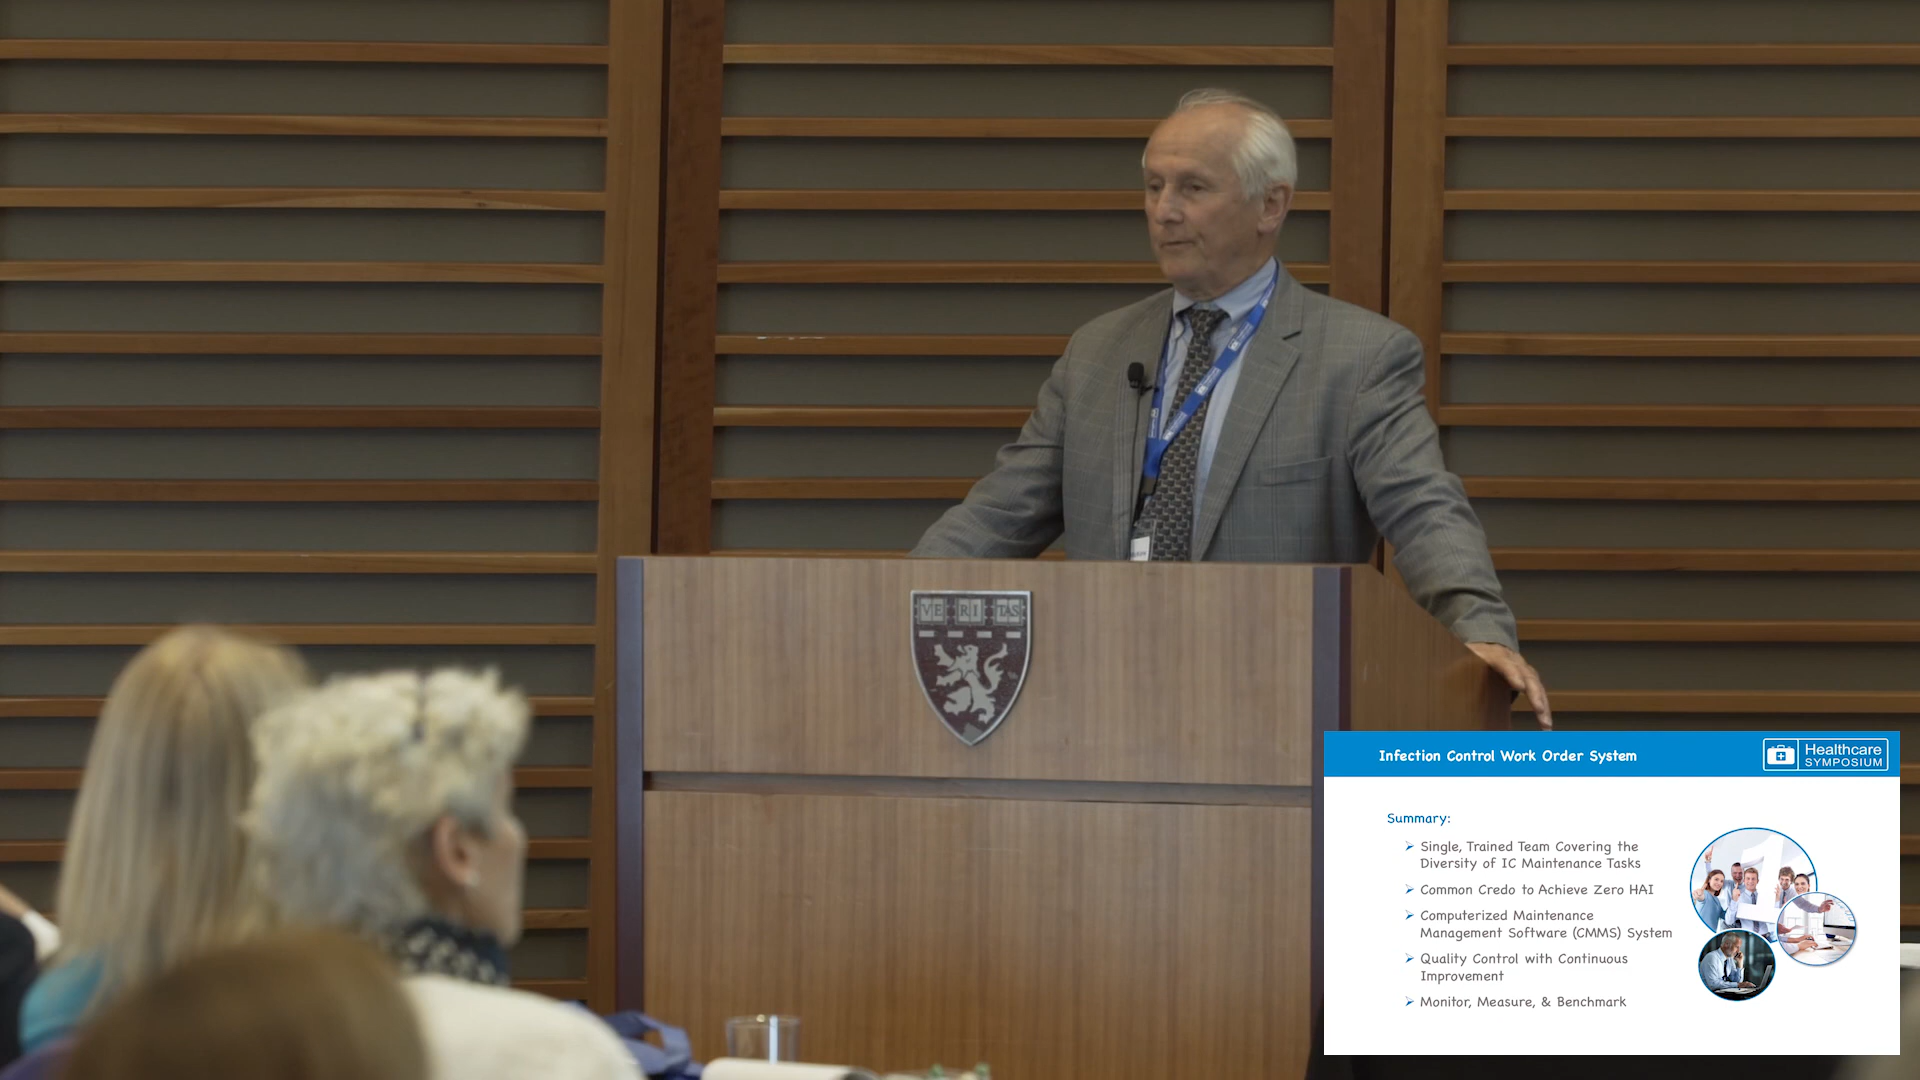 VE RI TAS
Infection Control Work Order System
Healthcare
SYMPOSIUM
Summary:
Single, Trained Team Covering the
Diversity of IC Maintenance Tasks
Common Credo to Achieve Zero HAI
Computerized Maintenance
Management Software (CMMS) System
Quality Control with Continuous
Improvement
Monitor, Measure, & Benchmark
1